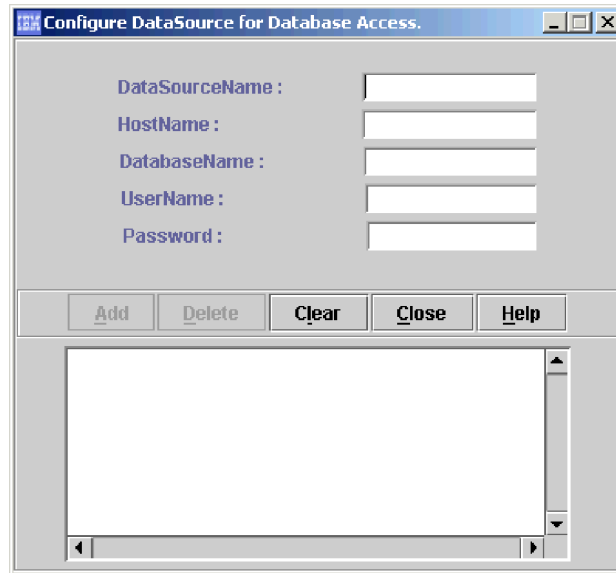 IBM Configure DataSource for Database Access.
DataSourceName :
HostName :
DatabaseName :
UserName :
Password :
Add Delete Clear Close Help